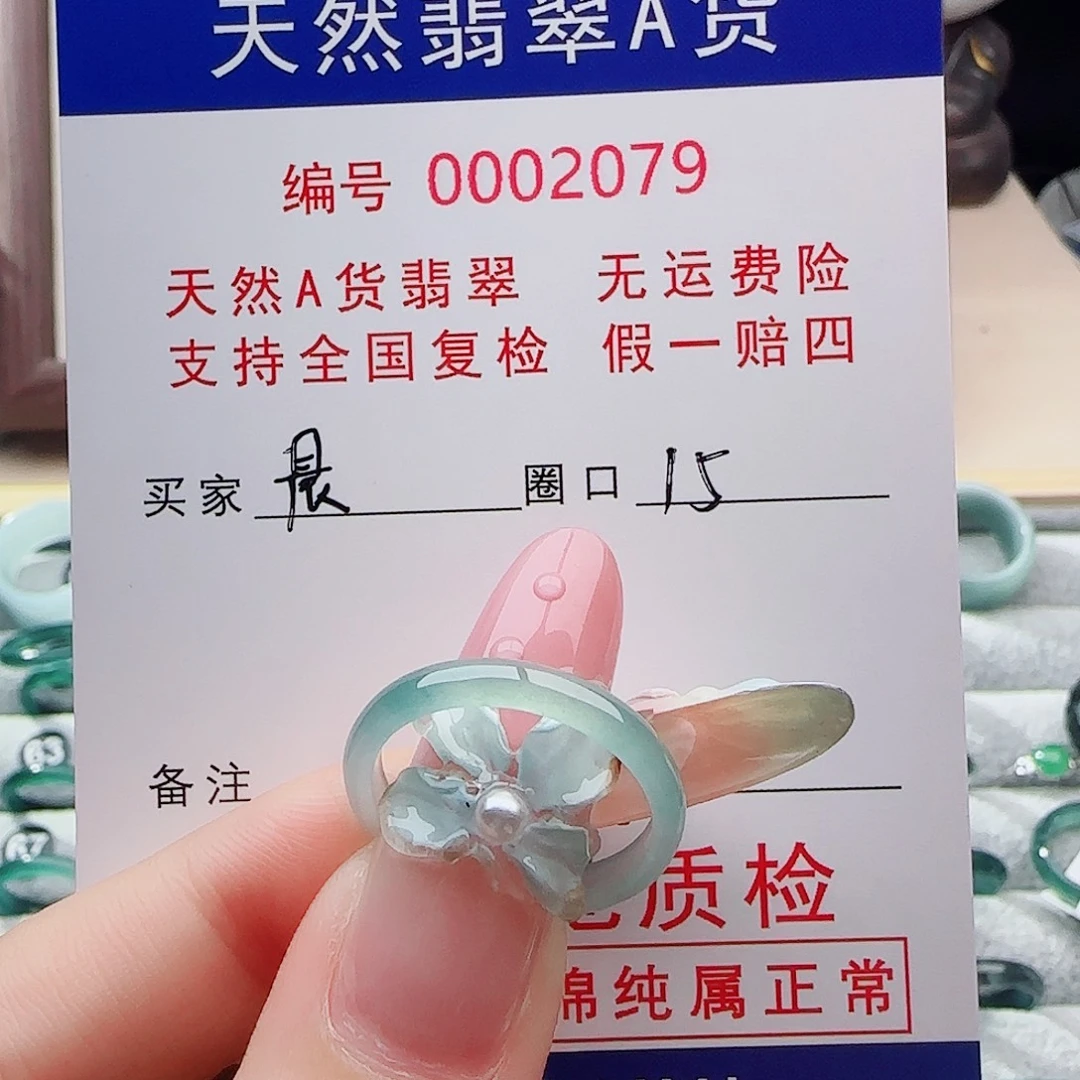 天然翡翠A货
编号 0002079
天然A货翡翠 无运费险
支持全国复检 假一赔四
买家 晨 圈口 15
备注
质检
棉纯属正常
63
67